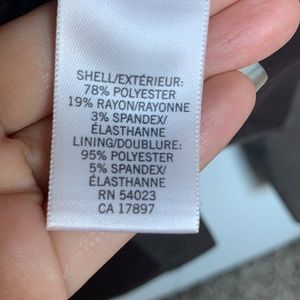 SHELL/EXTÉRIEUR:
78% POLYESTER
19% RAYON/RAYONNE
3% SPANDEX/
ÉLASTHANNE
LINING/DOUBLURE:
95% POLYESTER
5% SPANDEX/
ÉLASTHANNE
RN 54023
CA 17897